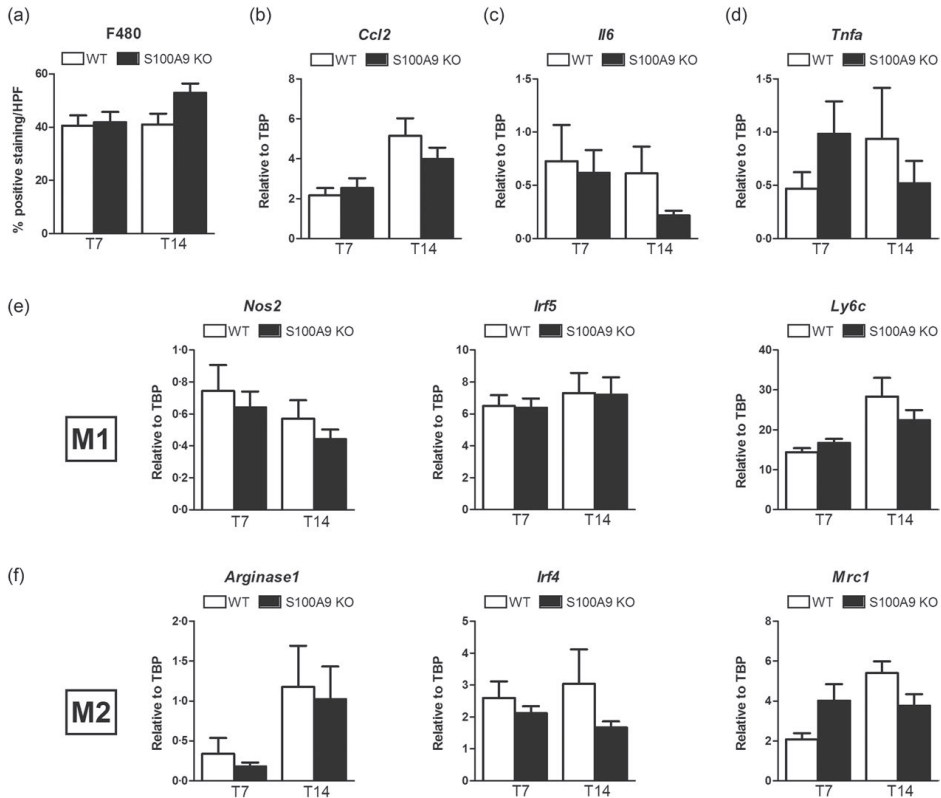 (a)
F480
WT S100A9 KO
% positive staining/HPF
60
40
20
0
T7 T14
(b)
Ccl2
WT S100A9 KO
Relative to TBP
8
6
4
2
0
T7 T14
(c)
Il6
WT S100A9 KO
Relative to TBP
1·5
1·0
0·5
0·0
T7 T14
(d)
Tnfa
WT S100A9 KO
Relative to TBP
1·5
1·0
0·5
0·0
T7 T14
(e)
M1
Nos2
WT S100A9 KO
Relative to TBP
1·0
0·8
0·6
0·4
0·2
0·0
T7 T14
Irf5
WT S100A9 KO
Relative to TBP
10
8
6
4
2
0
T7 T14
Ly6c
WT S100A9 KO
Relative to TBP
40
30
20
10
0
T7 T14
(f)
M2
Arginase1
WT S100A9 KO
Relative to TBP
2·0
1·5
1·0
0·5
0·0
T7 T14
Irf4
WT S100A9 KO
Relative to TBP
5
4
3
2
1
0
T7 T14
Mrc1
WT S100A9 KO
Relative to TBP
8
6
4
2
0
T7 T14